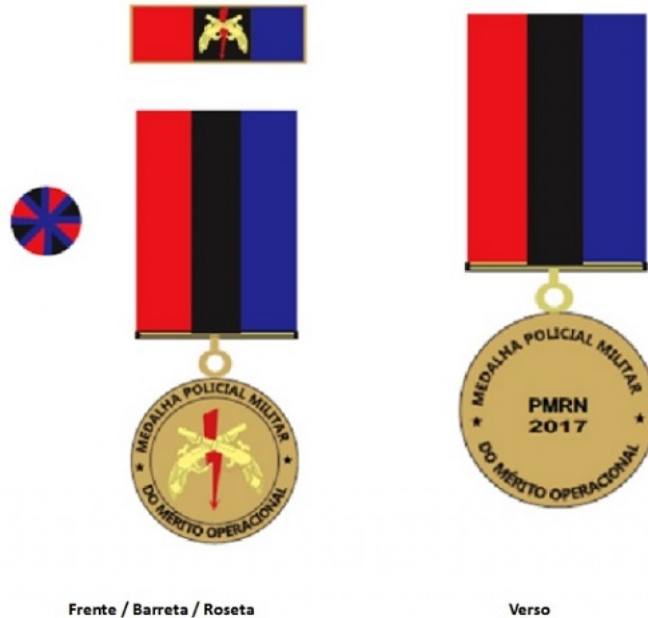 MEDALHA POLICIAL MILITAR
DO MÉRITO OPERACIONAL
MEDALHA POLICIAL MILITAR
PMRN
2017
DO MÉRITO OPERACIONAL
Frente / Barreta / Roseta
Verso